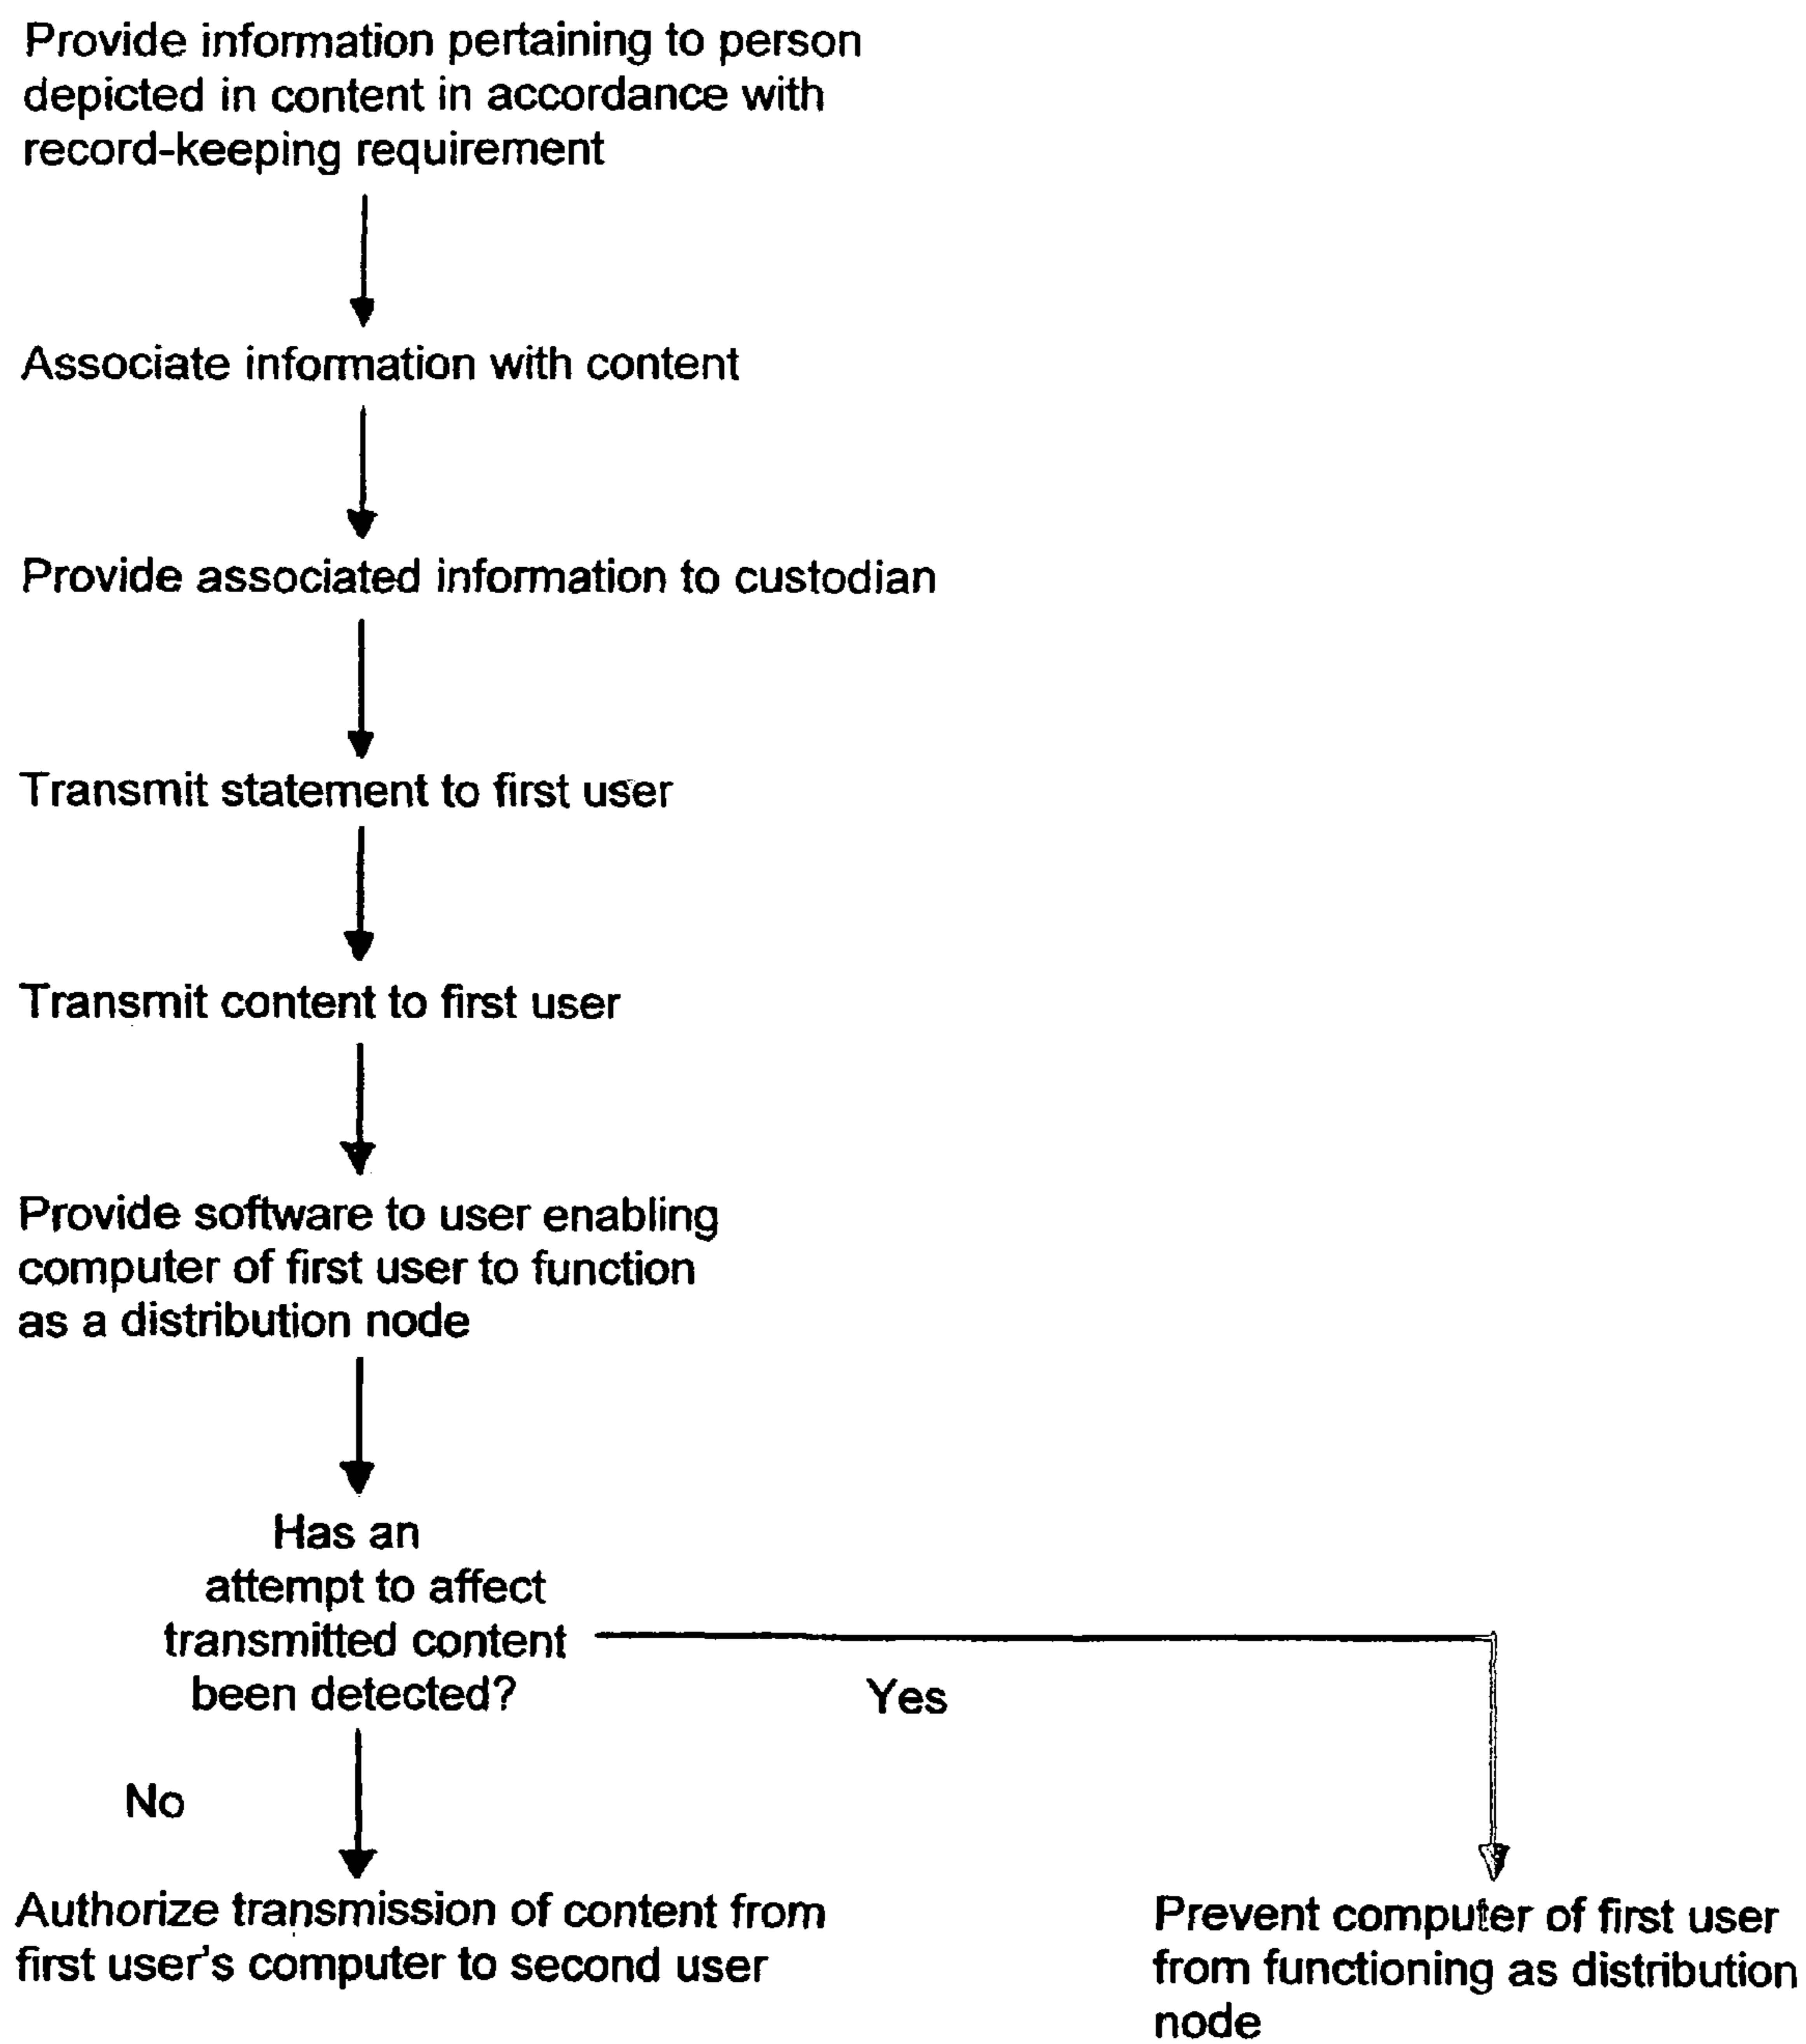 Provide information pertaining to person
depicted in content in accordance with
record-keeping requirement
Associate information with content
Provide associated information to custodian
Transmit statement to first user
Transmit content to first user
Provide software to user enabling
computer of first user to function
as a distribution node
Has an
attempt to affect
transmitted content
been detected?
Yes
No
Authorize transmission of content from
first user's computer to second user
Prevent computer of first user
from functioning as distribution
node